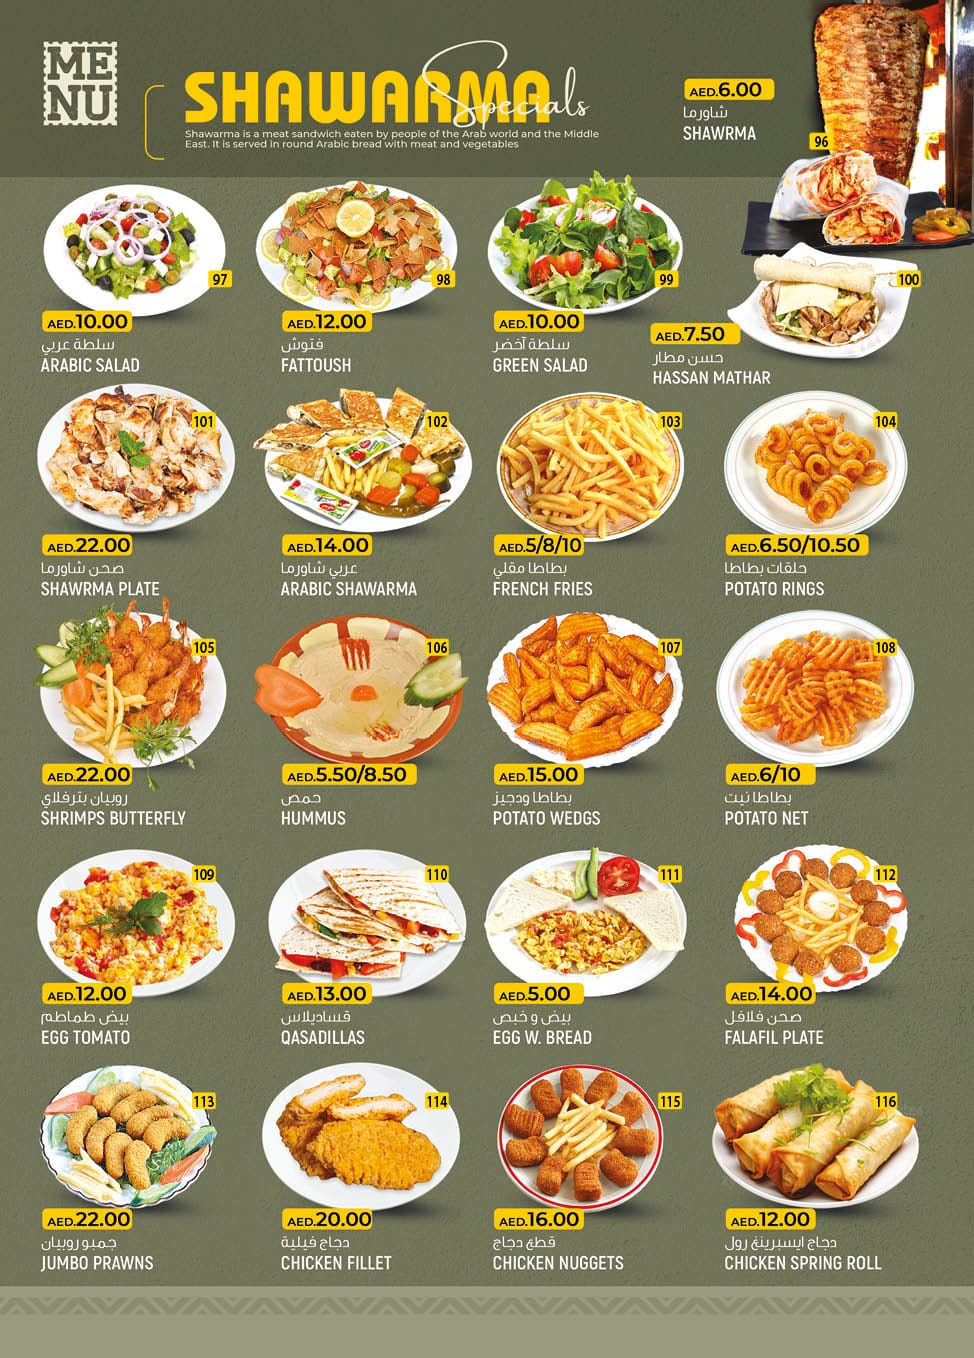 ME
NU
SHAWARMA
Specials
Shawarma is a meat sandwich eaten by people of the Arab world and the Middle
East. It is served in round Arabic bread with meat and vegetables
AED.6.00
شاورما
SHAWRMA
96
97
AED.10.00
سلطة عربي
ARABIC SALAD
98
AED.12.00
فتوش
FATTOUSH
99
AED.10.00
سلطة أخضر
GREEN SALAD
100
AED.7.50
حسن مطار
HASSAN MATHAR
101
AED.22.00
صحن شاورما
SHAWRMA PLATE
102
AED.14.00
عربي شاورما
ARABIC SHAWARMA
103
AED.5/8/10
بطاطا مقلي
FRENCH FRIES
104
AED.6.50/10.50
حلقات بطاطا
POTATO RINGS
105
AED.22.00
روبيان بترفلاي
SHRIMPS BUTTERFLY
106
AED.5.50/8.50
حمص
HUMMUS
107
AED.15.00
بطاطا ودجيز
POTATO WEDGS
108
AED.6/10
بطاطا نيت
POTATO NET
109
AED.12.00
بيض طماطم
EGG TOMATO
110
AED.13.00
قساديلاس
QASADILLAS
111
AED.5.00
بيض و خبص
EGG W. BREAD
112
AED.14.00
صحن فلافل
FALAFIL PLATE
113
AED.22.00
جمبو روبيان
JUMBO PRAWNS
114
AED.20.00
دجاج فيلية
CHICKEN FILLET
115
AED.16.00
قطع دجاج
CHICKEN NUGGETS
116
AED.12.00
دجاج ابسبرينغ رول
CHICKEN SPRING ROLL